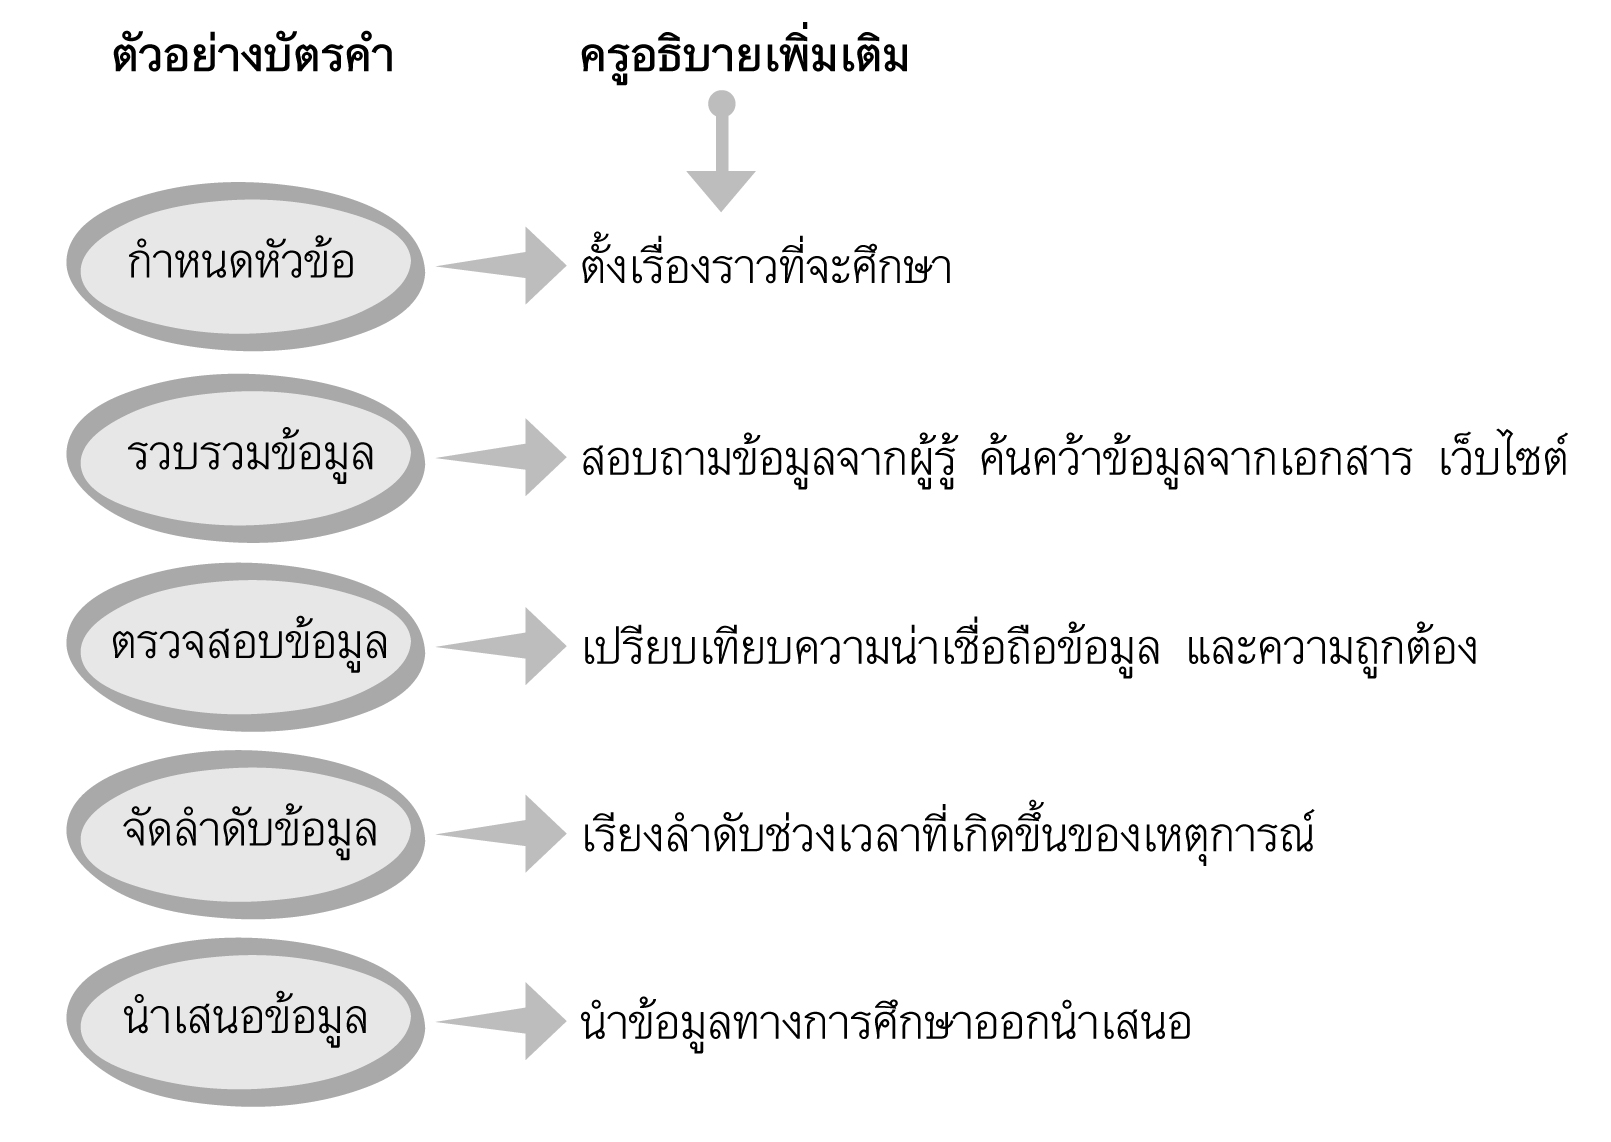 ตัวอย่างบัตรคำ ครูอธิบายเพิ่มเติม
กำหนดหัวข้อ ตั้งเรื่องราวที่จะศึกษา
รวบรวมข้อมูล สอบถามข้อมูลจากผู้รู้ ค้นคว้าข้อมูลจากเอกสาร เว็บไซต์
ตรวจสอบข้อมูล เปรียบเทียบความน่าเชื่อถือข้อมูล และความถูกต้อง
จัดลำดับข้อมูล เรียงลำดับช่วงเวลาที่เกิดขึ้นของเหตุการณ์
นำเสนอข้อมูล นำข้อมูลทางการศึกษาออกนำเสนอ